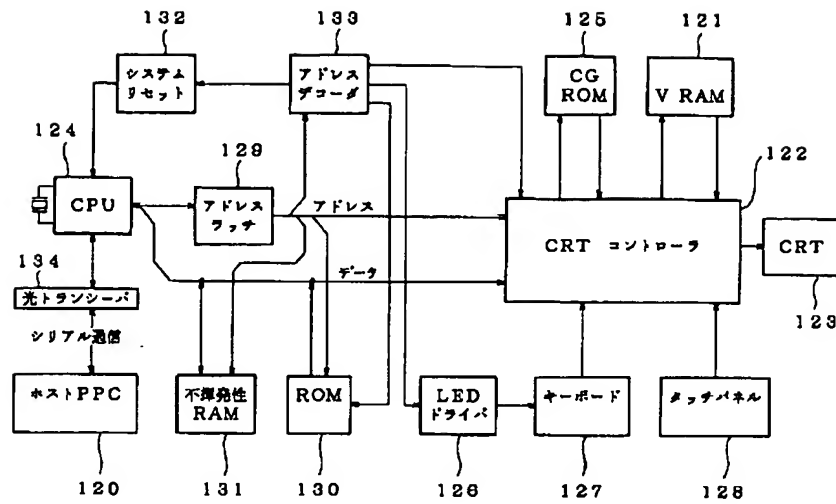 132
133
125
121
システム
リセット
アドレス
デコーダ
CG
ROM
V RAM
124
129
122
CPU
アドレス
ラッチ
アドレス
CRT コントローラ
CRT
134
データ
123
光トランシーバ
シリアル通信
ホストPPC
不揮発性
RAM
ROM
LED
ドライバ
キーボード
タッチパネル
120
131
130
126
127
128